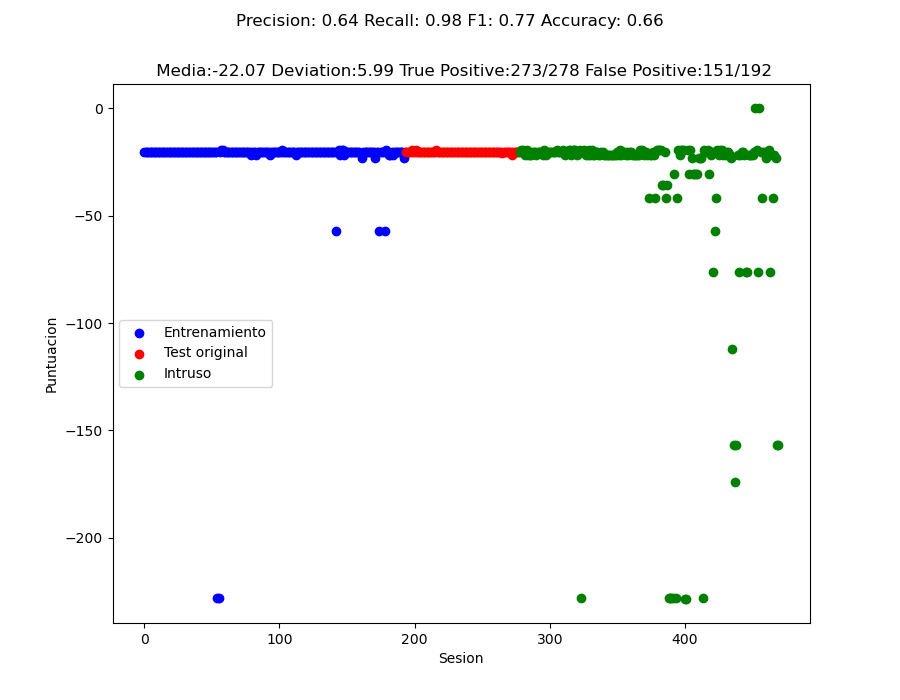 Precision: 0.64 Recall: 0.98 F1: 0.77 Accuracy: 0.66
Media:-22.07 Deviation:5.99 True Positive:273/278 False Positive:151/192
0
−50
−100
−150
−200
Puntuacion
Entrenamiento
Test original
Intruso
0 100 200 300 400
Sesion